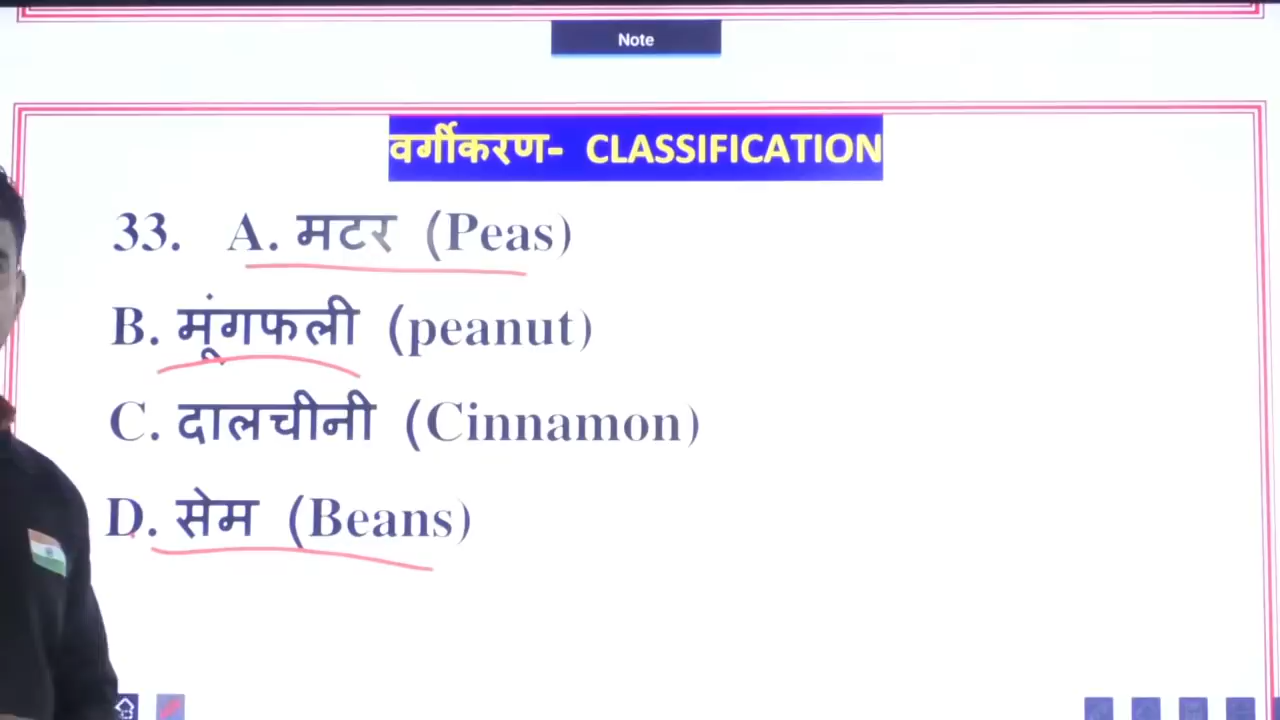 Note
वर्गीकरण- CLASSIFICATION
33. A. मटर (Peas)
B. मूंगफली (peanut)
C. दालचीनी (Cinnamon)
D. सेम (Beans)